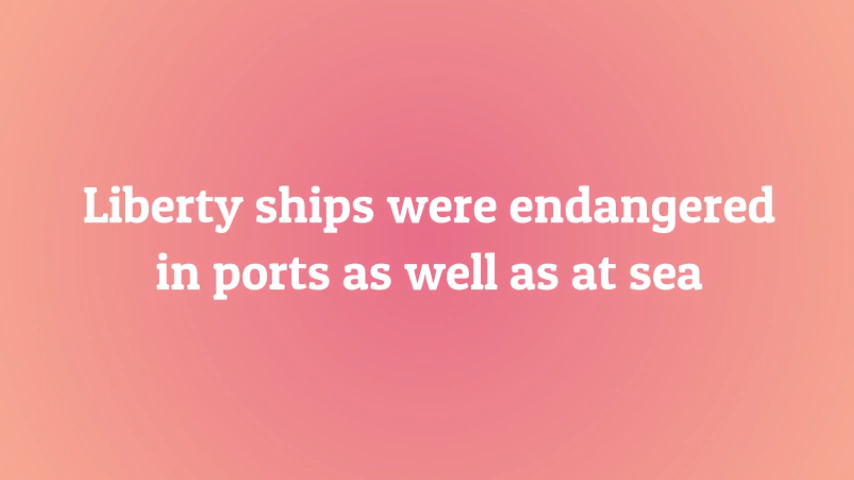 Liberty ships were endangered
in ports as well as at sea